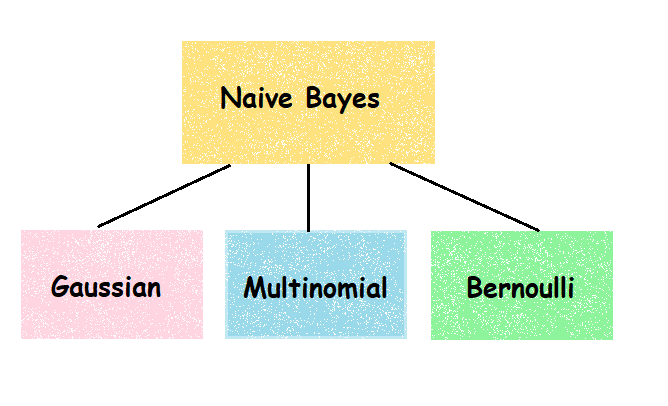 Naive Bayes
Gaussian
Multinomial
Bernoulli